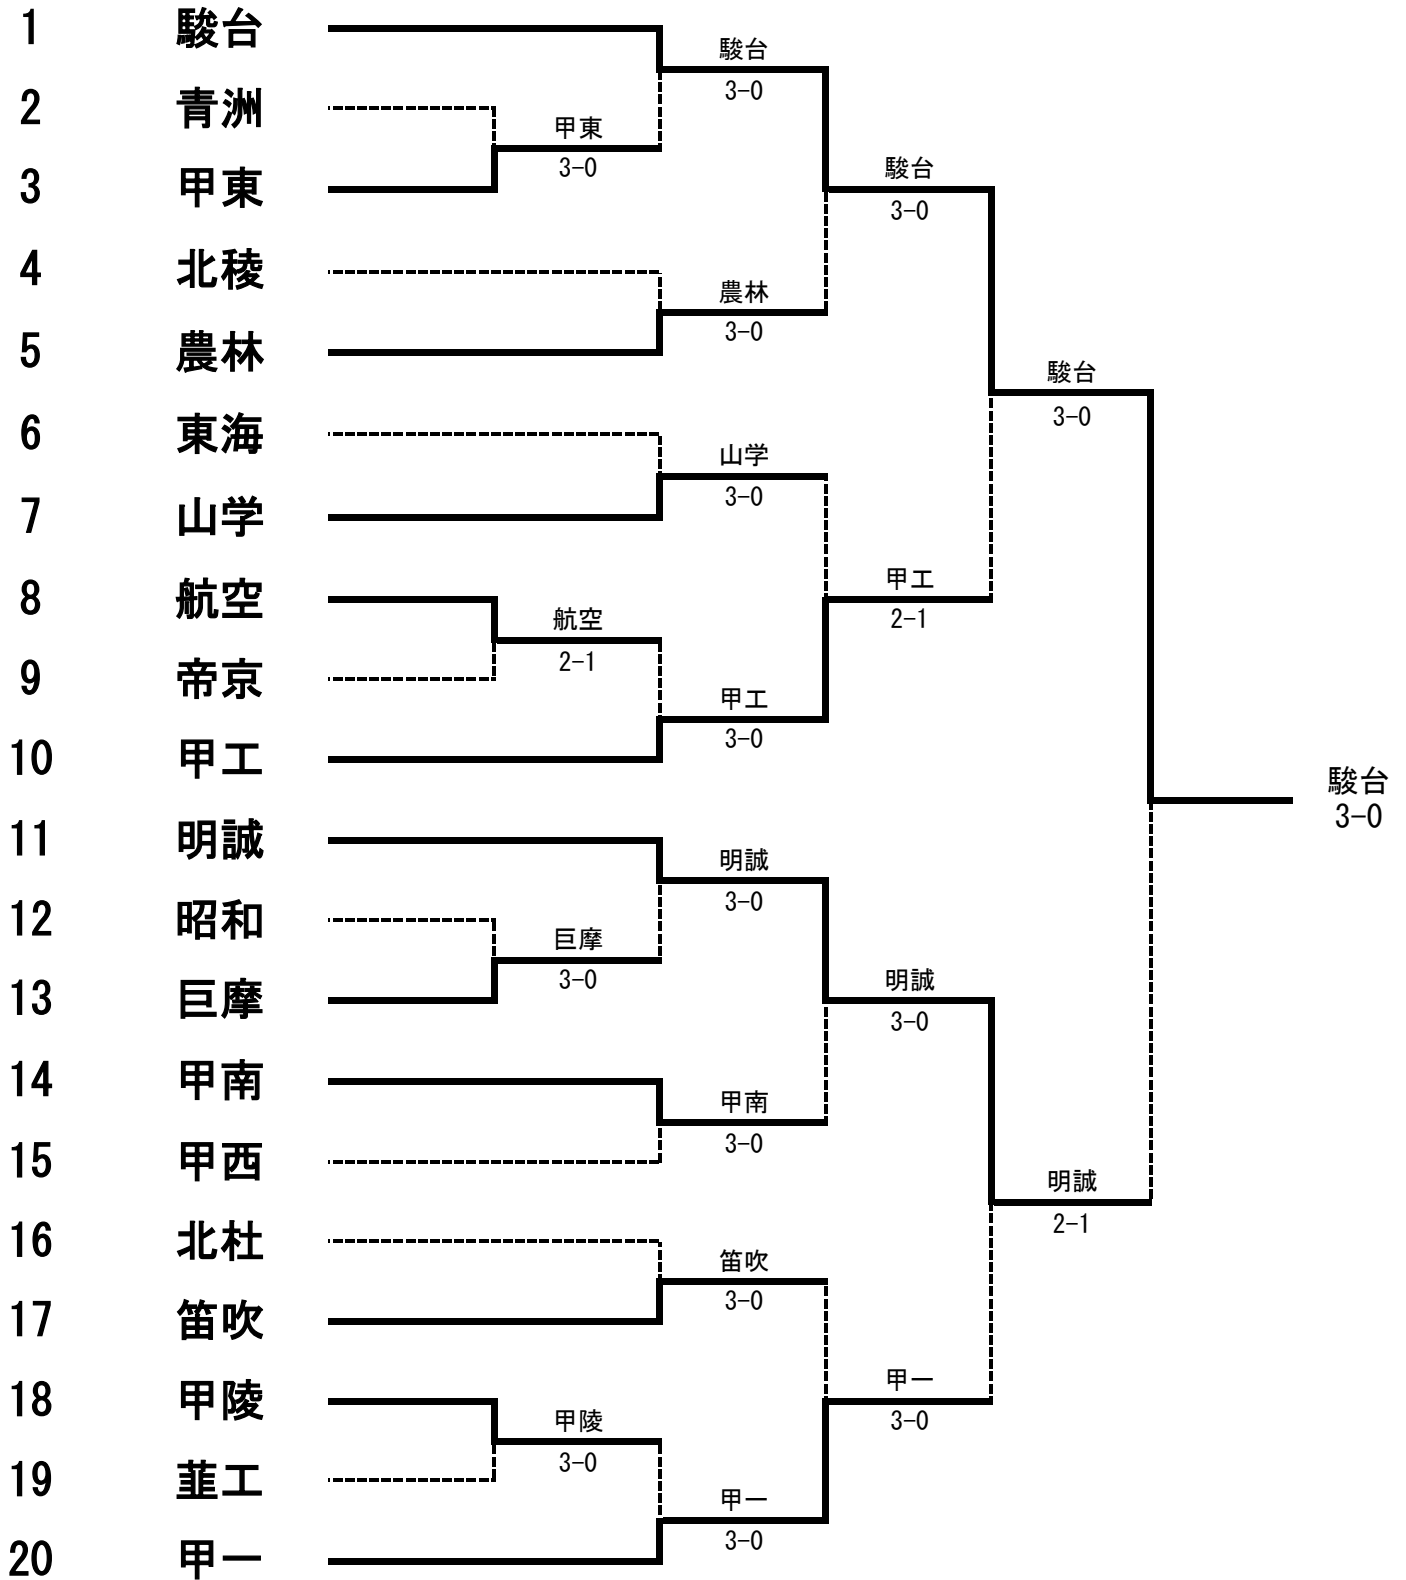 1 駿台
駿台
3-0
2 青洲
甲東
3-0
3 甲東
駿台
3-0
4 北稜
農林
3-0
5 農林
駿台
3-0
6 東海
山学
3-0
7 山学
8 航空
甲工
2-1
航空
2-1
9 帝京
甲工
3-0
10 甲工
駿台
3-0
11 明誠
明誠
3-0
12 昭和
巨摩
3-0
13 巨摩
明誠
3-0
14 甲南
甲南
3-0
15 甲西
明誠
2-1
16 北杜
笛吹
3-0
17 笛吹
18 甲陵
甲一
3-0
甲陵
3-0
19 韮工
甲一
3-0
20 甲一